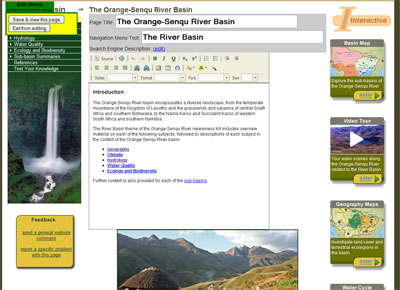 Edit Menu
Save & view this page
Exit from editing
Hydrology
Water Quality
Ecology and Biodiversity
Sub-basin Summaries
References
Test Your Knowledge
Feedback
send a general website
comment
report a specific problem
with this page
The Orange-Senqu River Basin
Page Title: The Orange-Senqu River Basin
Navigation Menu Text: The River Basin
Search Engine Description: (edit)
Source
Styles
Format
Font
Size
Introduction
The Orange-Senqu River basin encapsulates a diverse landscape, from the temperate
mountains of the Kingdom of Lesotho and the grasslands and savanna of central South
Africa and southern Botswana, to the Nama Karoo and Succulent Karoo of western
South Africa and southern Namibia.
The River Basin theme of the Orange-Senqu River Awareness Kit includes overview
material on each of the following subjects, followed by descriptions of each subject in
the context of the Orange-Senqu River basin:
Geography
Climate
Hydrology
Water Quality
Ecology and Biodiversity
Further context is also provided for each of the sub basins.
Interactive
Basin Map
Explore the sub-basins of
the Orange-Senqu River
enter
Video Tour
Tour video scenes along
the Orange-Senqu River
related to the River Basin
enter
Geography Maps
Investigate land cover and
terrestrial ecoregions in
the basin
enter
Water Cycle